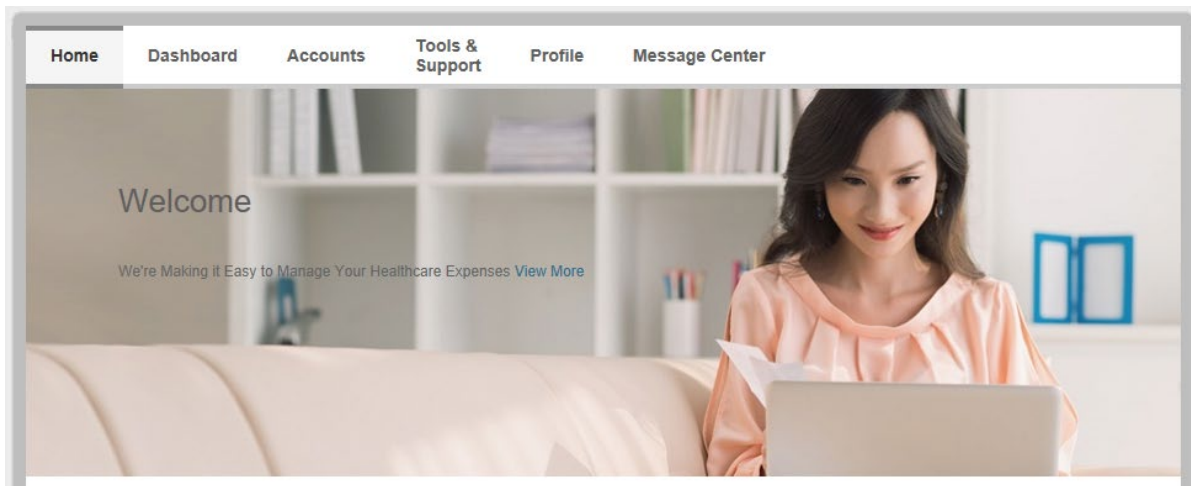 Home Dashboard Accounts Tools & Support Profile Message Center
Welcome
We're Making it Easy to Manage Your Healthcare Expenses View More